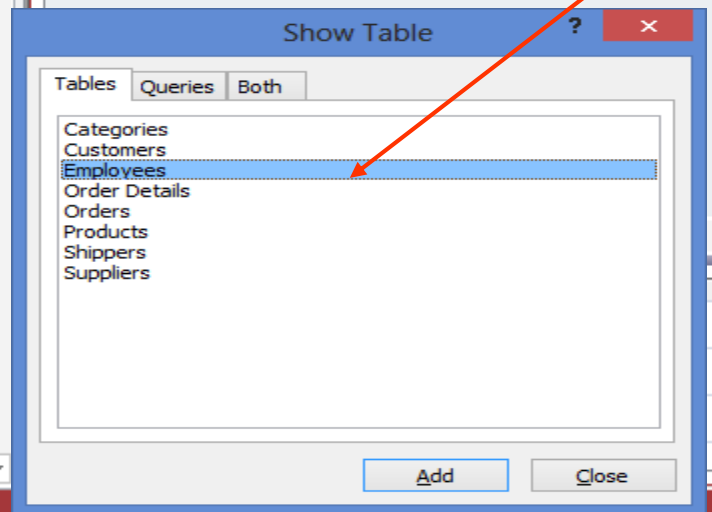 Show Table ? ×
Tables Queries Both
Categories
Customers
Employees
Order Details
Orders
Products
Shippers
Suppliers
Add Close